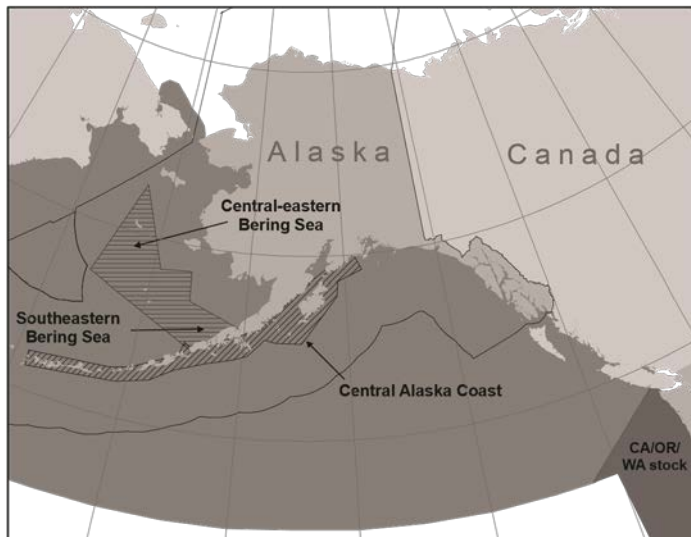 Alaska
Canada
Central-eastern
Bering Sea
Southeastern
Bering Sea
Central Alaska Coast
CA/OR/
WA stock